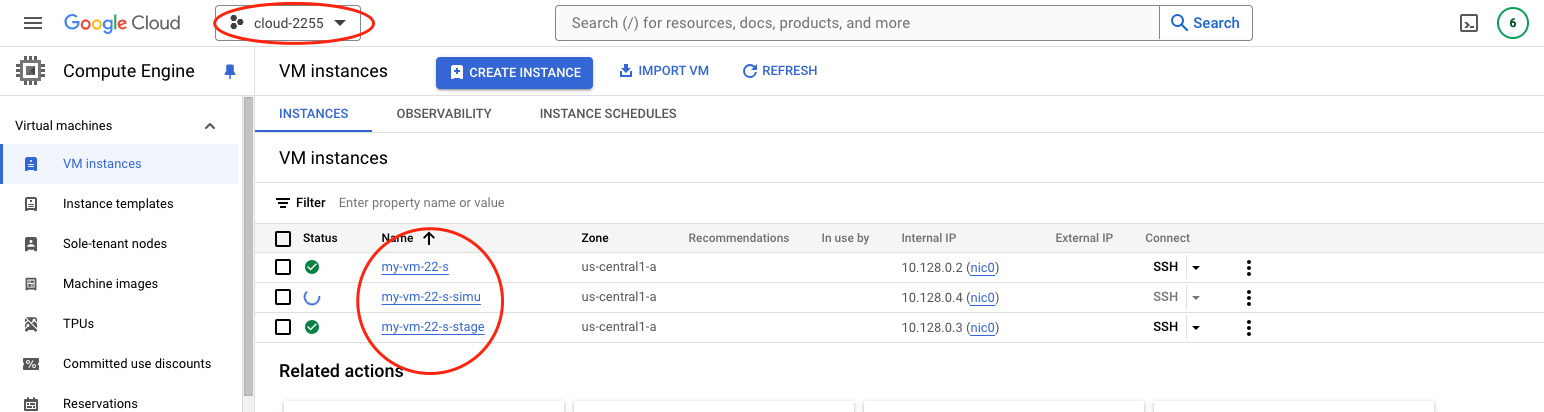 Google Cloud
cloud-2255
Search (/) for resources, docs, products, and more
Search
6
Compute Engine
VM instances
CREATE INSTANCE
IMPORT VM
REFRESH
INSTANCES
OBSERVABILITY
INSTANCE SCHEDULES
Virtual machines
VM instances
Instance templates
Sole-tenant nodes
Machine images
TPUs
Committed use discounts
Reservations
VM instances
Filter Enter property name or value
Status Name Zone Recommendations In use by Internal IP External IP Connect
my-vm-22-s us-central1-a 10.128.0.2 (nic0) SSH
my-vm-22-s-simu us-central1-a 10.128.0.4 (nic0) SSH
my-vm-22-s-stage us-central1-a 10.128.0.3 (nic0) SSH
Related actions